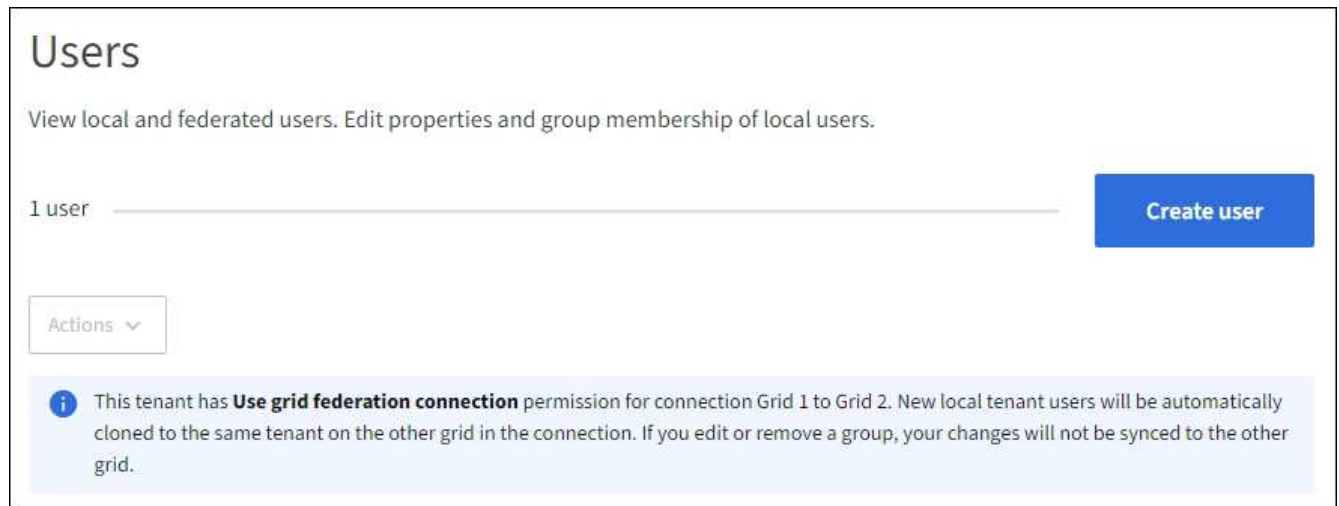 Users
View local and federated users. Edit properties and group membership of local users.
1 user
Create user
Actions
This tenant has Use grid federation connection permission for connection Grid 1 to Grid 2. New local tenant users will be automatically
cloned to the same tenant on the other grid in the connection. If you edit or remove a group, your changes will not be synced to the other
grid.